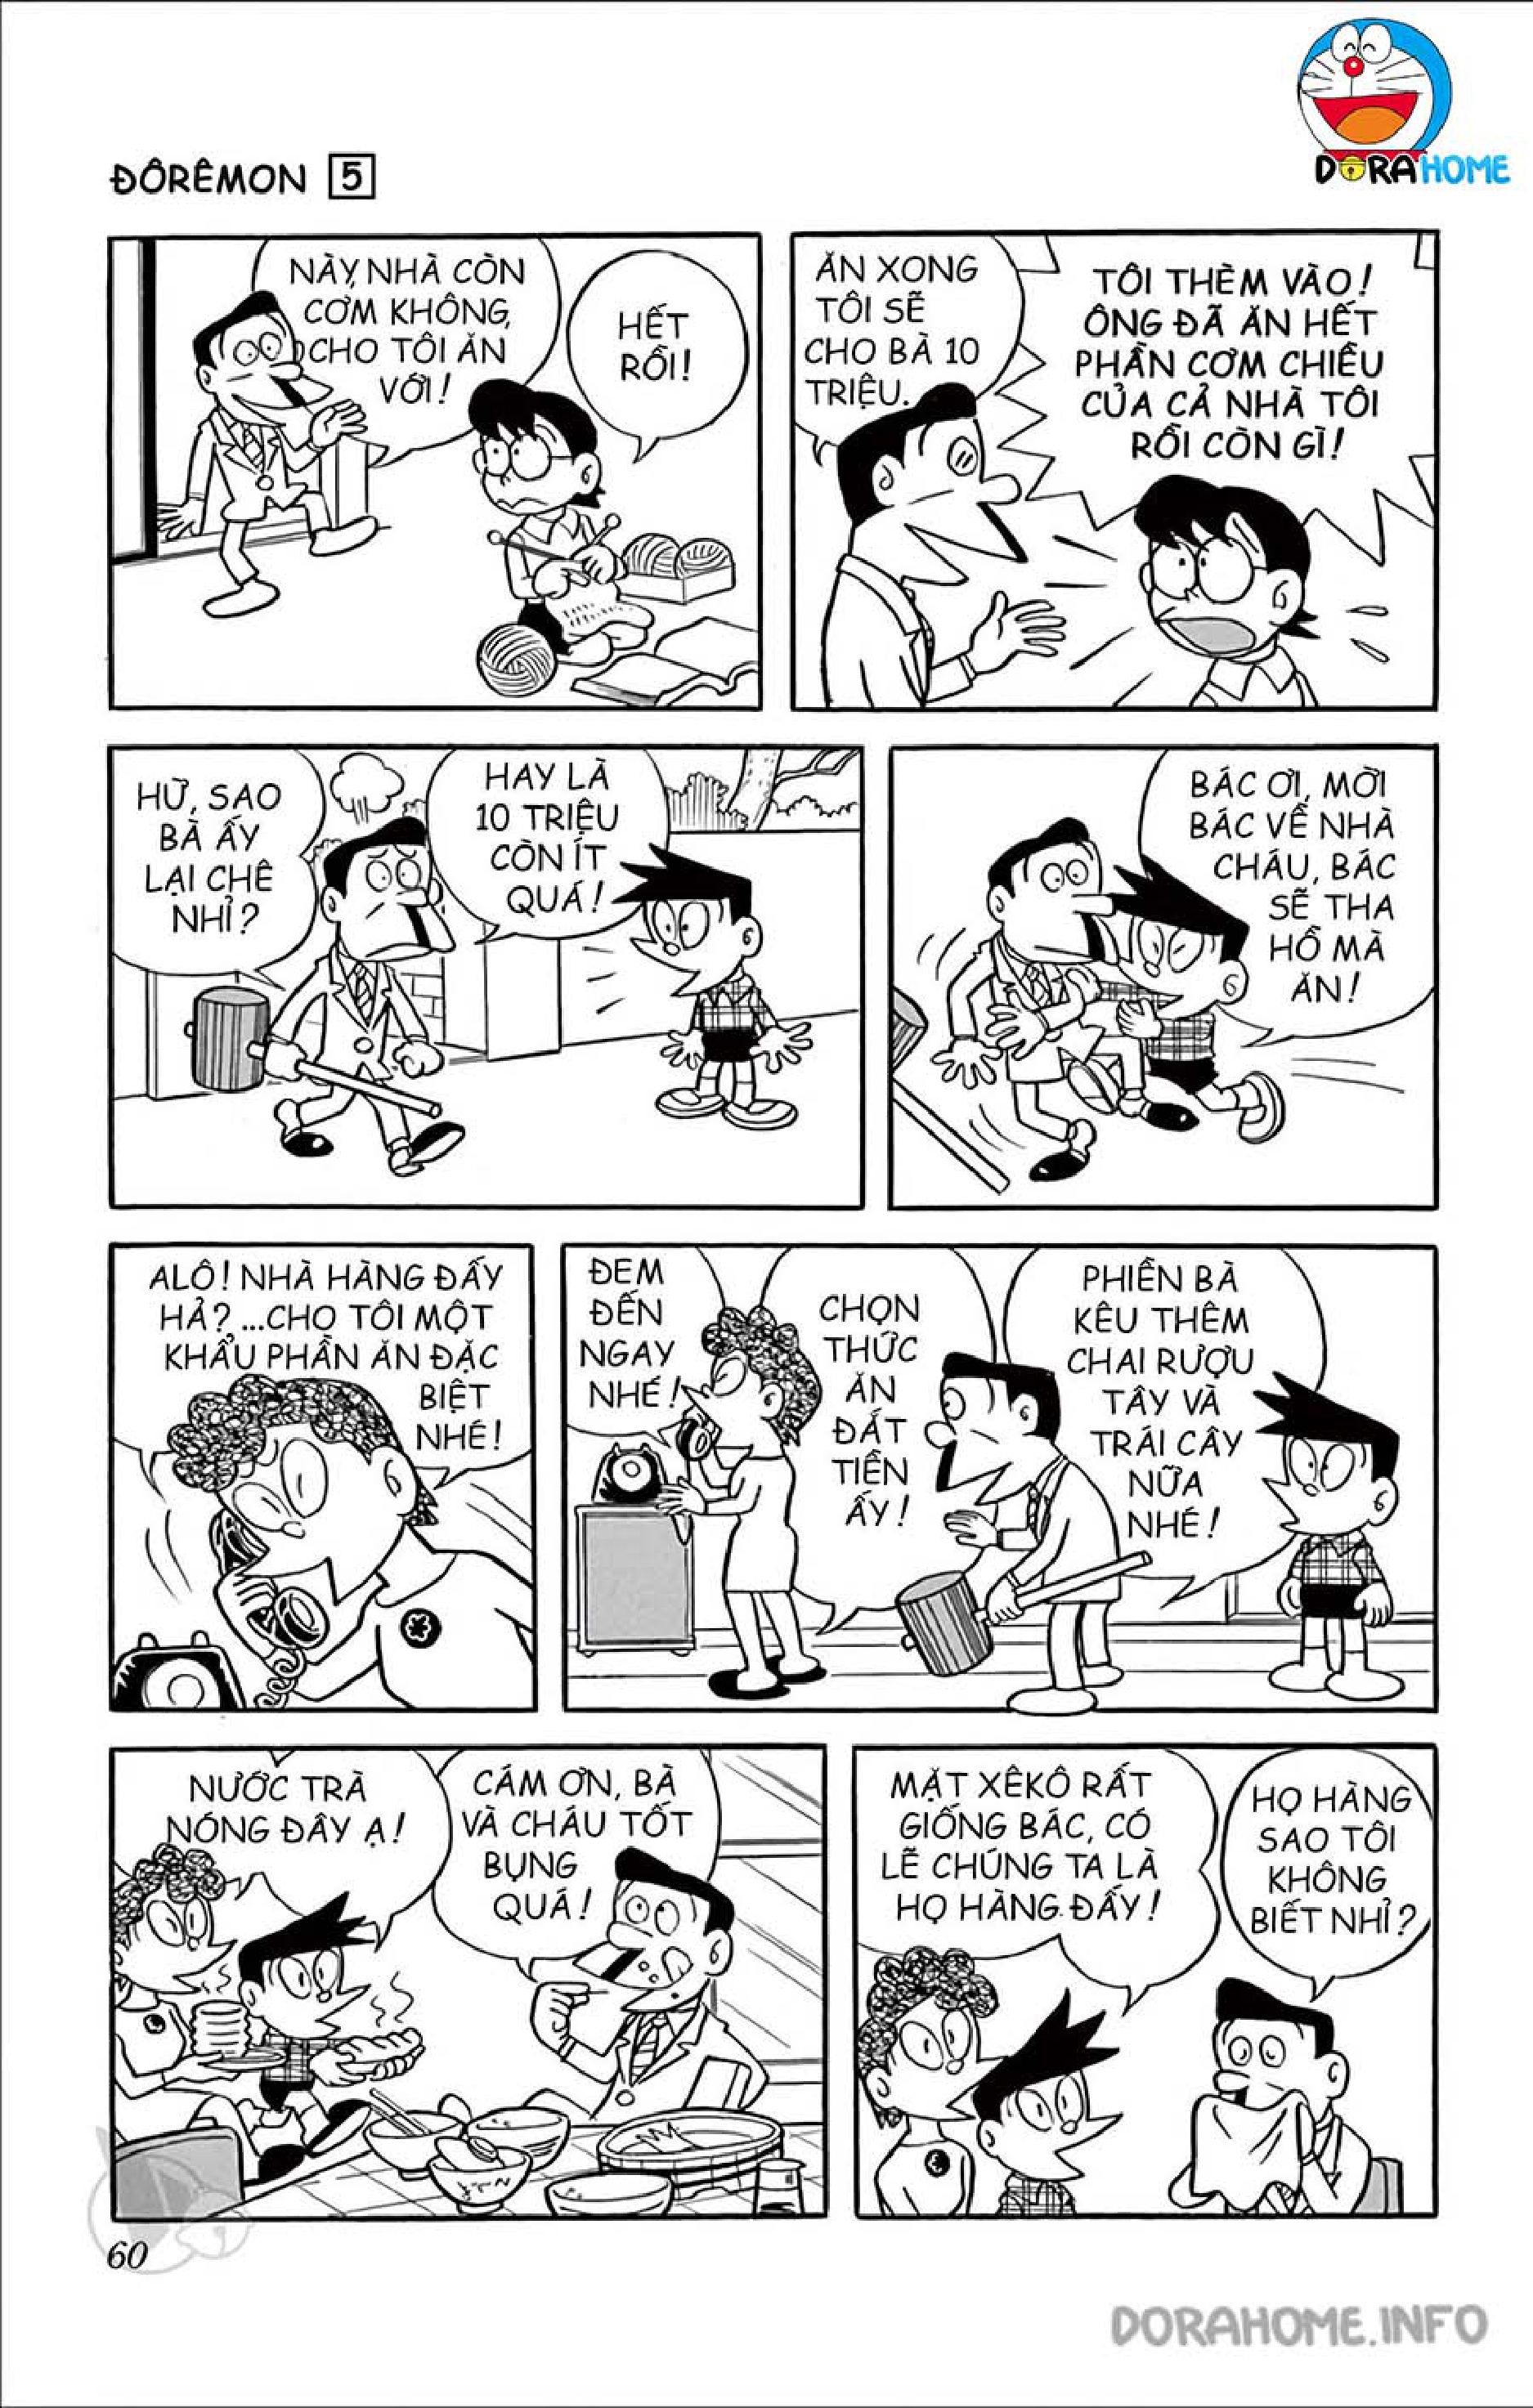 DORAHOME
ĐÔRÊMON 5
NÀY, NHÀ CÒN
CƠM KHÔNG,
CHO TÔI ĂN
VỚI!
HẾT
RỒI!
ĂN XONG
TÔI SẼ
CHO BÀ 10
TRIỆU.
TÔI THÈM VÀO!
ÔNG ĐÃ ĂN HẾT
PHẦN CƠM CHIỀU
CỦA CẢ NHÀ TÔI
RỒI CÒN GÌ!
HỪ, SAO
BÀ ẤY
LẠI CHÊ
NHỈ?
HAY LÀ
10 TRIỆU
CÒN ÍT
QUÁ!
BÁC ƠI, MỜI
BÁC VỀ NHÀ
CHÁU, BÁC
SẼ THA
HỒ MÀ
ĂN!
ALÔ! NHÀ HÀNG ĐẤY
HẢ? ...CHO TÔI MỘT
KHẨU PHẦN ĂN ĐẶC
BIỆT
NHÉ!
ĐEM
ĐẾN
NGAY
NHÉ!
CHỌN
THỨC
ĂN
ĐẮT
TIỀN
ẤY!
PHIỀN BÀ
KÊU THÊM
CHAI RƯỢU
TÂY VÀ
TRÁI CÂY
NỮA
NHÉ!
NƯỚC TRÀ
NÓNG ĐÂY Ạ!
CÁM ƠN, BÀ
VÀ CHÁU TỐT
BỤNG
QUÁ!
MẶT XÊKÔ RẤT
GIỐNG BÁC, CÓ
LẼ CHÚNG TA LÀ
HỌ HÀNG ĐẤY!
HỌ HÀNG
SAO TÔI
KHÔNG
BIẾT NHỈ?
60
DORAHOME.INFO